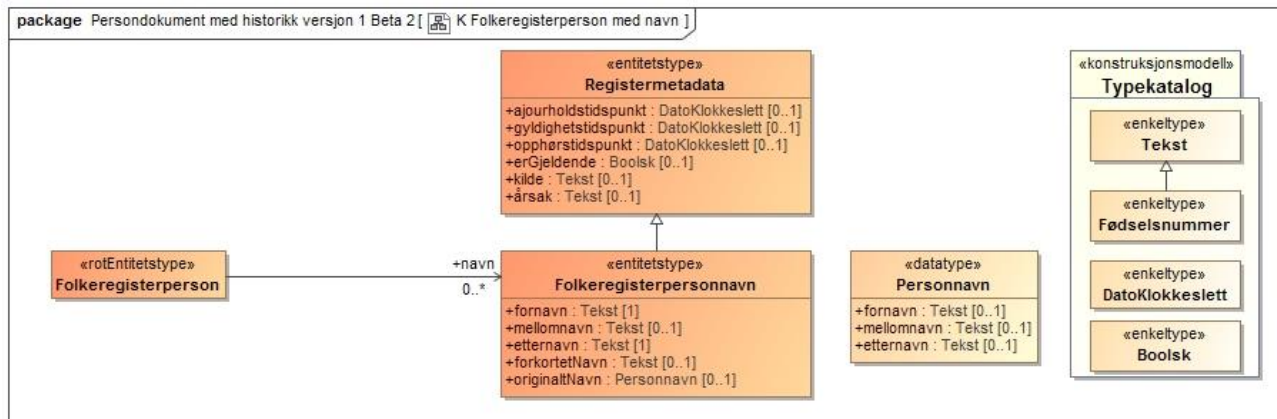 package Persondokument med historikk versjon 1 Beta 2 [ K Folkeregisterperson med navn ]
«entitetstype»
Registermetadata
+ajourholdstidspunkt : DatoKlokkeslett [0..1]
+gyldighetstidspunkt : DatoKlokkeslett [0..1]
+opphørstidspunkt : DatoKlokkeslett [0..1]
+erGjeldende : Boolsk [0..1]
+kilde : Tekst [0..1]
+årsak : Tekst [0..1]
«konstruksjonsmodell»
Typekatalog
«enkeltype»
Tekst
«enkeltype»
Fødselsnummer
«enkeltype»
DatoKlokkeslett
«enkeltype»
Boolsk
«rotEntitetstype»
Folkeregisterperson
+navn
0..*
«entitetstype»
Folkeregisterpersonnavn
+fornavn : Tekst [1]
+mellomnavn : Tekst [0..1]
+etternavn : Tekst [1]
+forkortetNavn : Tekst [0..1]
+originaltNavn : Personnavn [0..1]
«datatype»
Personnavn
+fornavn : Tekst [0..1]
+mellomnavn : Tekst [0..1]
+etternavn : Tekst [0..1]